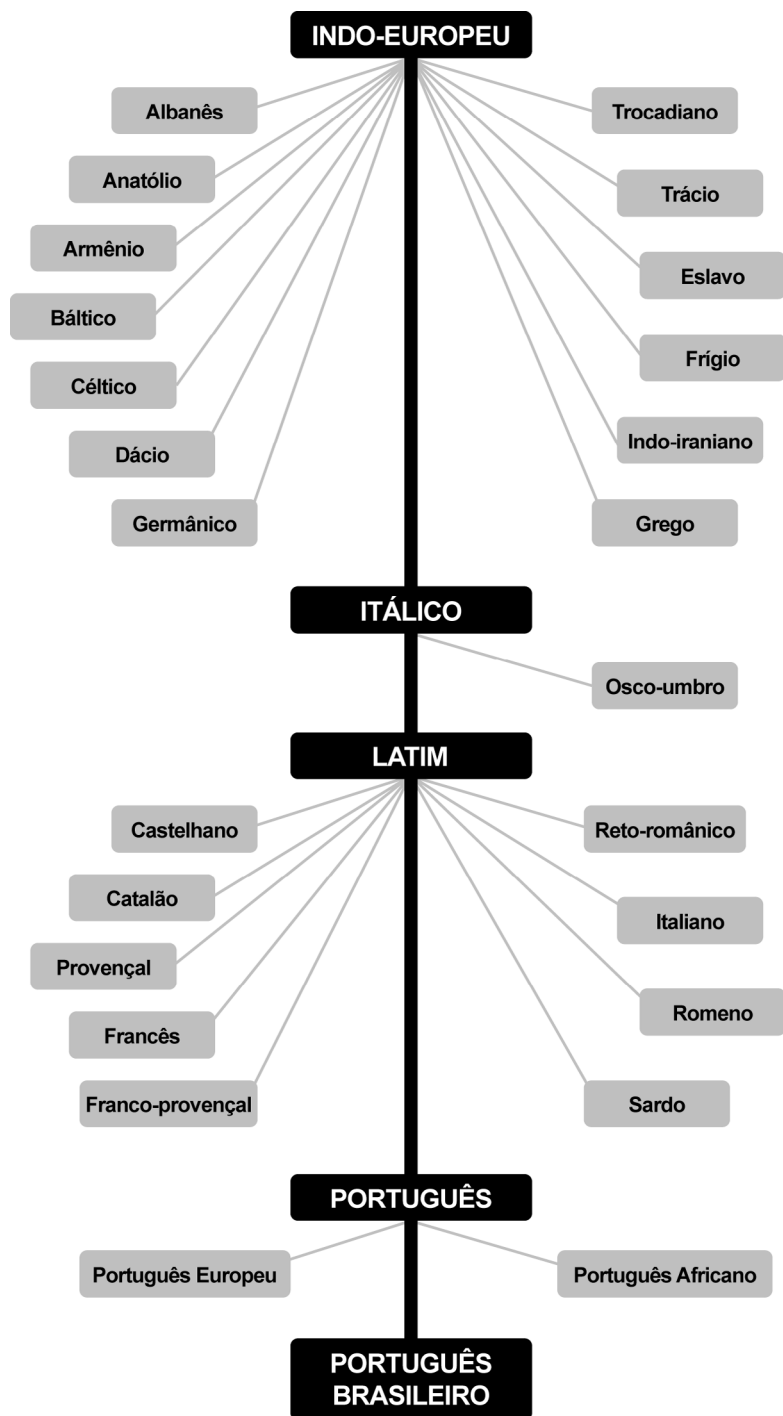 INDO-EUROPEU
Albanês
Trocadiano
Anatólio
Trácio
Armênio
Eslavo
Báltico
Frígio
Céltico
Indo-iraniano
Dácio
Germânico
Grego
ITÁLICO
Osco-umbro
LATIM
Castelhano
Reto-românico
Catalão
Italiano
Provençal
Romeno
Francês
Franco-provençal
Sardo
PORTUGUÊS
Português Europeu
Português Africano
PORTUGUÊS
BRASILEIRO